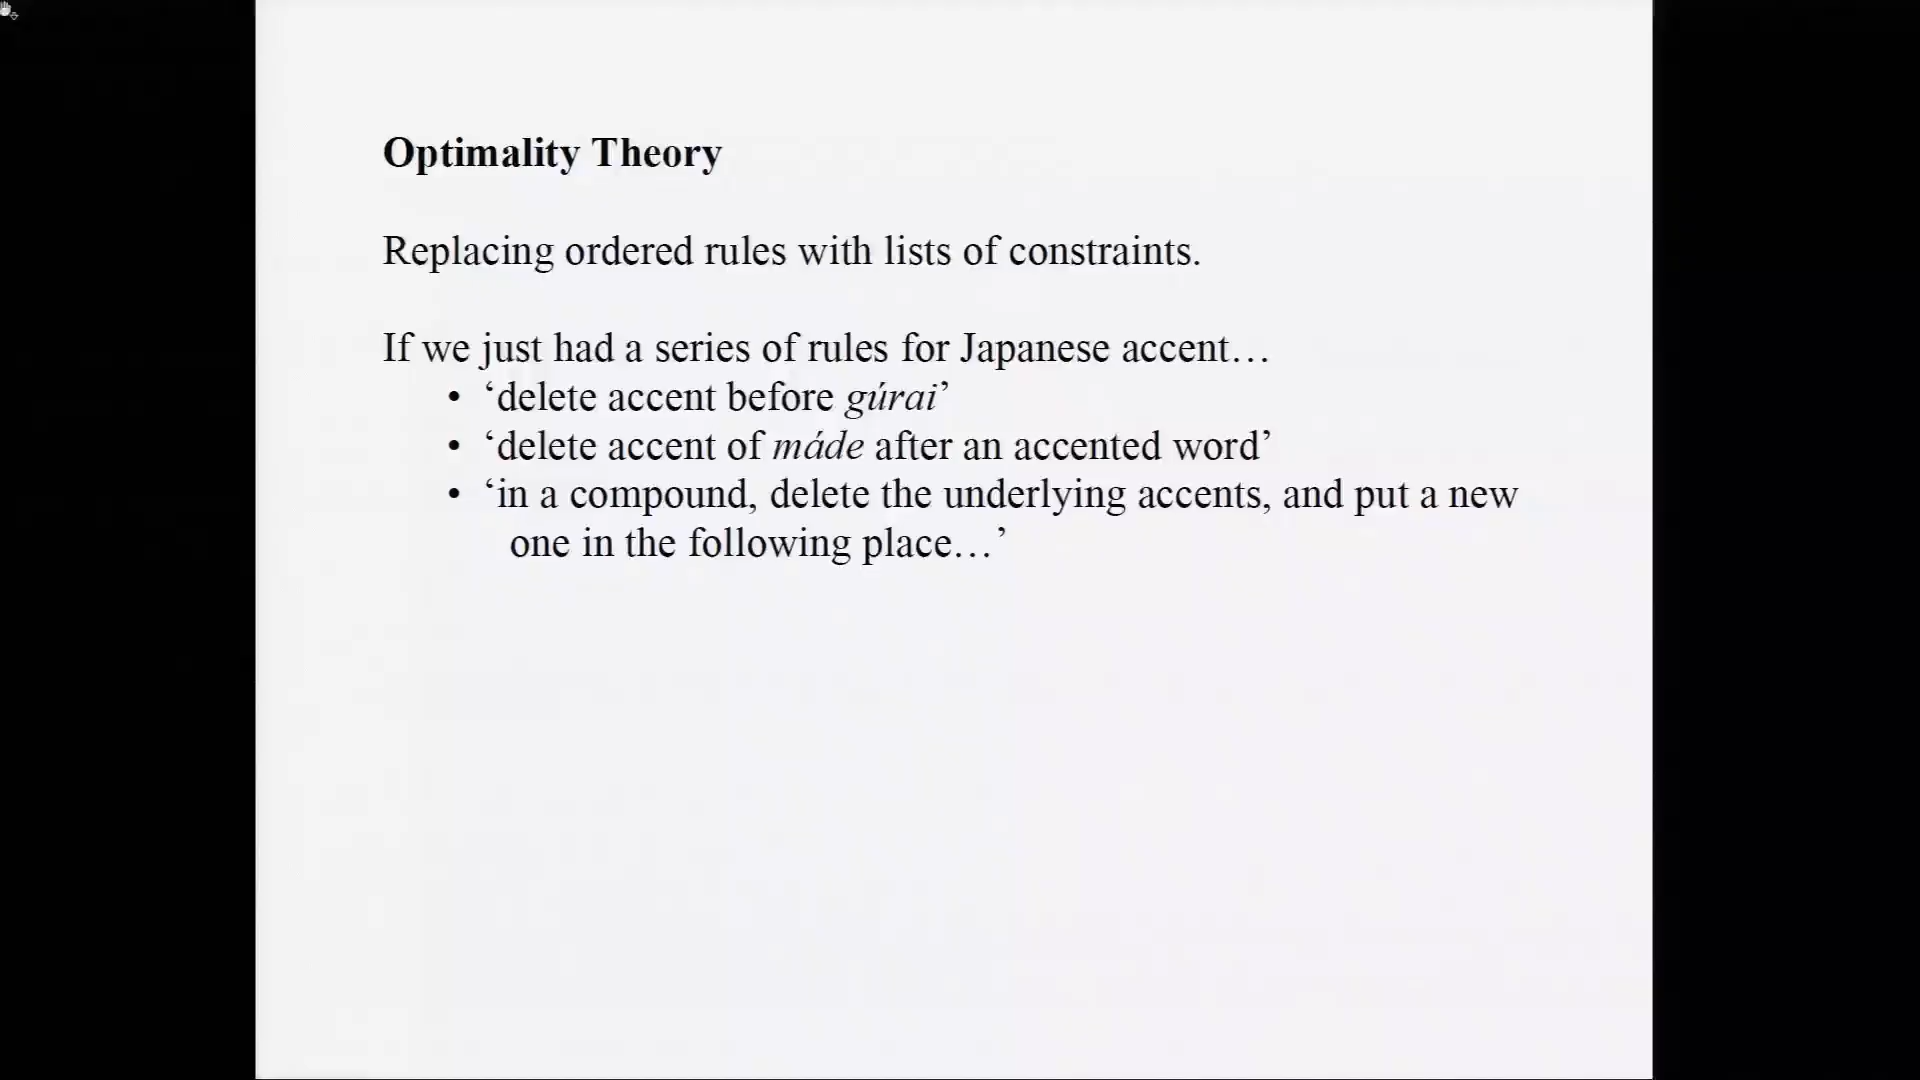 Optimality Theory
Replacing ordered rules with lists of constraints.
If we just had a series of rules for Japanese accent…
• ‘delete accent before gúrai’
• ‘delete accent of máde after an accented word’
• ‘in a compound, delete the underlying accents, and put a new
one in the following place…’